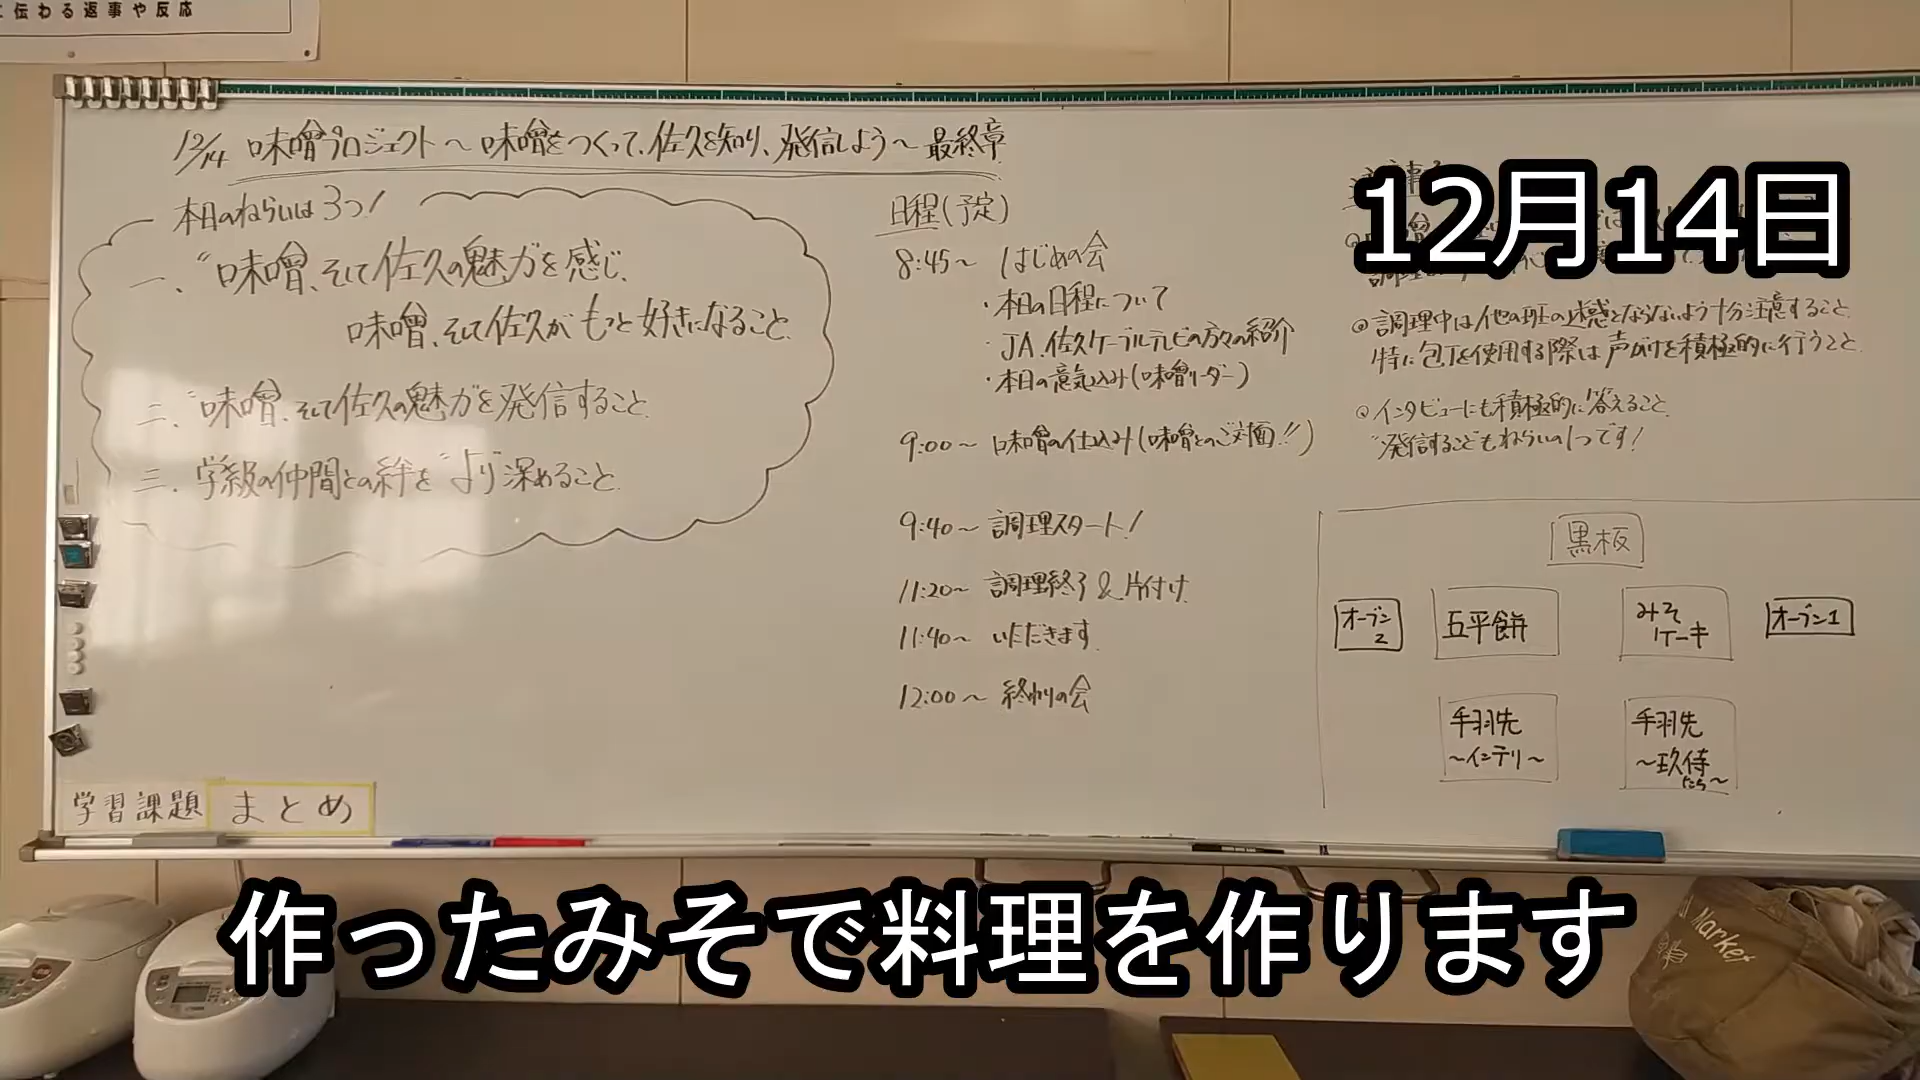 伝わる返事や反応
12/14 味噌プロジェクト～味噌をつくって、佐久を知り、発信しよう～最終章
本日のねらいは3つ!
一、"味噌、そして佐久の魅力を感じ、
味噌、そして佐久がもっと好きになること、
二、"味噌、そして佐久の魅力を発信すること、
三、学級の仲間との絆を"より"深めること、
日程(予定)
8:45～ はじめの会
・本日の日程について
・JA、佐久ケーブルテレビの方々の紹介
・本日の意気込み(味噌リーダー)
9:00～ 味噌の仕込み(味噌とのご対面!!)
9:40～ 調理スタート!
11:20～ 調理終了&片付け
11:40～ いただきます
12:00～ 終わりの会
12月14日
◎調理中は他の班の迷惑とならないよう十分注意すること
特に包丁を使用する際は声がけを積極的に行うこと
◎インタビューにも積極的に答えること
"発信すること"もねらいの1つです!
黒板
オーブン2
五平餅
みそケーキ
オーブン1
手羽先
～インテリ～
手羽先
学習課題 まとめ
作ったみそで料理を作ります
Market